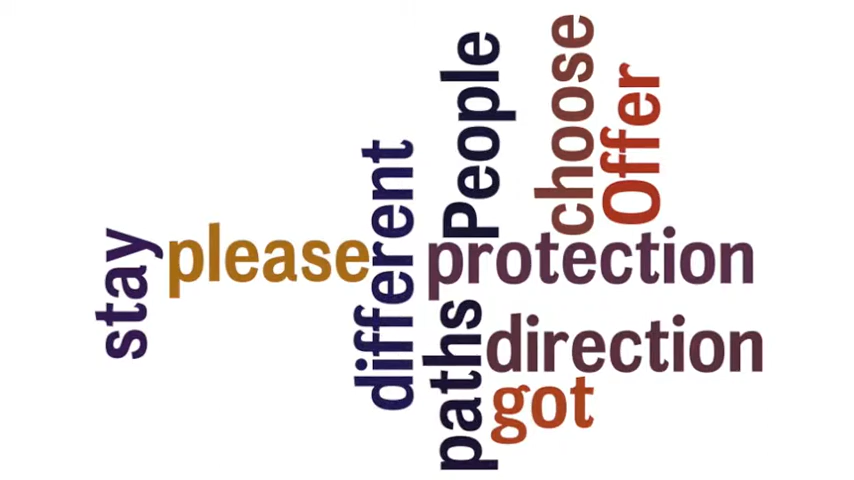 stay
please
different
People
choose
Offer
protection
paths
direction
got